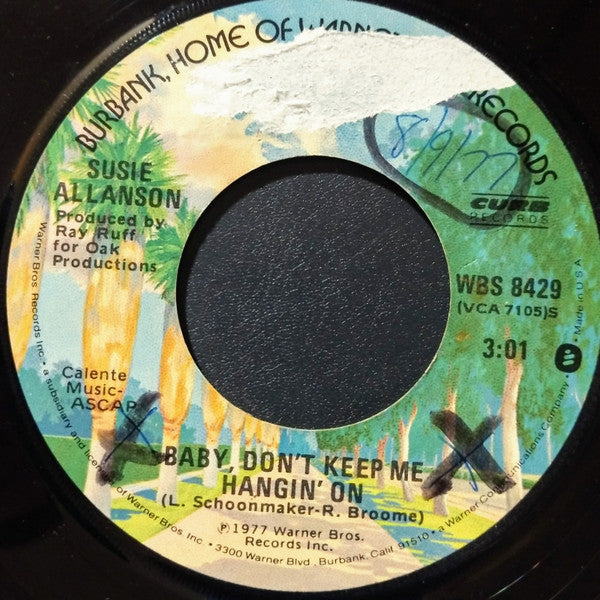 BURBANK, HOME OF WARNER RECORDS
SUSIE
ALLANSON
Produced by
Ray Ruff
for Oak
Productions
CURB
RECORDS
WBS 8429
(VCA 7105)S
3:01
Calente
Music-
ASCAP
BABY, DON'T KEEP ME
HANGIN' ON
(L. Schoonmaker-R. Broome)
℗ 1977 Warner Bros.
Records Inc.
Warner Bros. Records Inc. • a subsidiary and licensee of Warner Bros. Inc. • 3300 Warner Blvd., Burbank, Calif. 91510 • a Warner Communications Company • Made in U.S.A.